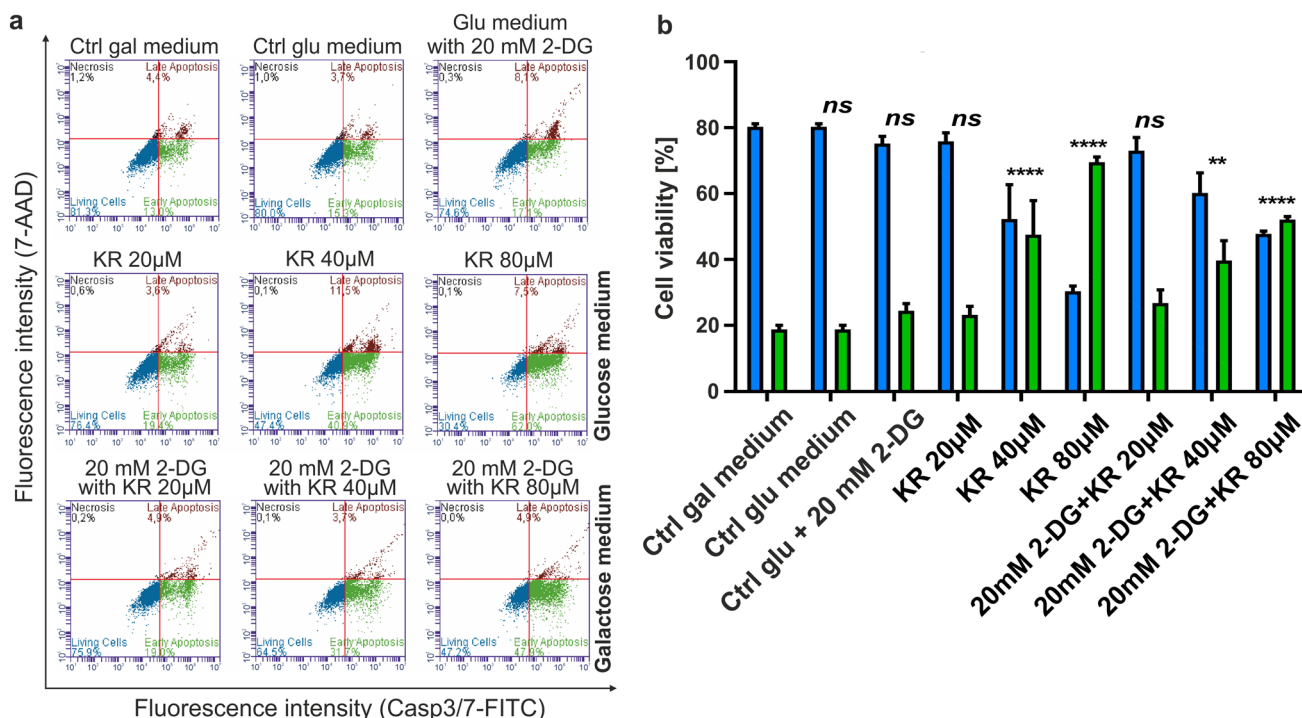 a
Fluorescence intensity (7-AAD)
Ctrl gal medium
Necrosis
1,2%
Late Apoptosis
4,4%
Living Cells
81.3%
Early Apoptosis
13.0%
Ctrl glu medium
Necrosis
1,0%
Late Apoptosis
3,7%
Living Cells
80.0%
Early Apoptosis
15.3%
Glu medium
with 20 mM 2-DG
Necrosis
0,3%
Late Apoptosis
8,1%
Living Cells
74.6%
Early Apoptosis
17.1%
KR 20µM
Necrosis
0,6%
Late Apoptosis
3,6%
Living Cells
76.4%
Early Apoptosis
19.4%
KR 40µM
Necrosis
0,1%
Late Apoptosis
11,5%
Living Cells
47.4%
Early Apoptosis
40.9%
KR 80µM
Necrosis
0,1%
Late Apoptosis
7,5%
Living Cells
30.4%
Early Apoptosis
62.0%
Glucose medium
20 mM 2-DG
with KR 20µM
Necrosis
0,2%
Late Apoptosis
4,9%
Living Cells
75.9%
Early Apoptosis
19.0%
20 mM 2-DG
with KR 40µM
Necrosis
0,1%
Late Apoptosis
3,7%
Living Cells
64.5%
Early Apoptosis
31.7%
20 mM 2-DG
with KR 80µM
Necrosis
0,0%
Late Apoptosis
4,9%
Living Cells
47.2%
Early Apoptosis
47.9%
Galactose medium
Fluorescence intensity (Casp3/7-FITC)
b
Cell viability [%]
100
80
60
40
20
0
ns
ns
ns
****
****
ns
**
****
Ctrl gal medium
Ctrl glu medium
Ctrl glu + 20 mM 2-DG
KR 20µM
KR 40µM
KR 80µM
20mM 2-DG+KR 20µM
20mM 2-DG+KR 40µM
20mM 2-DG+KR 80µM